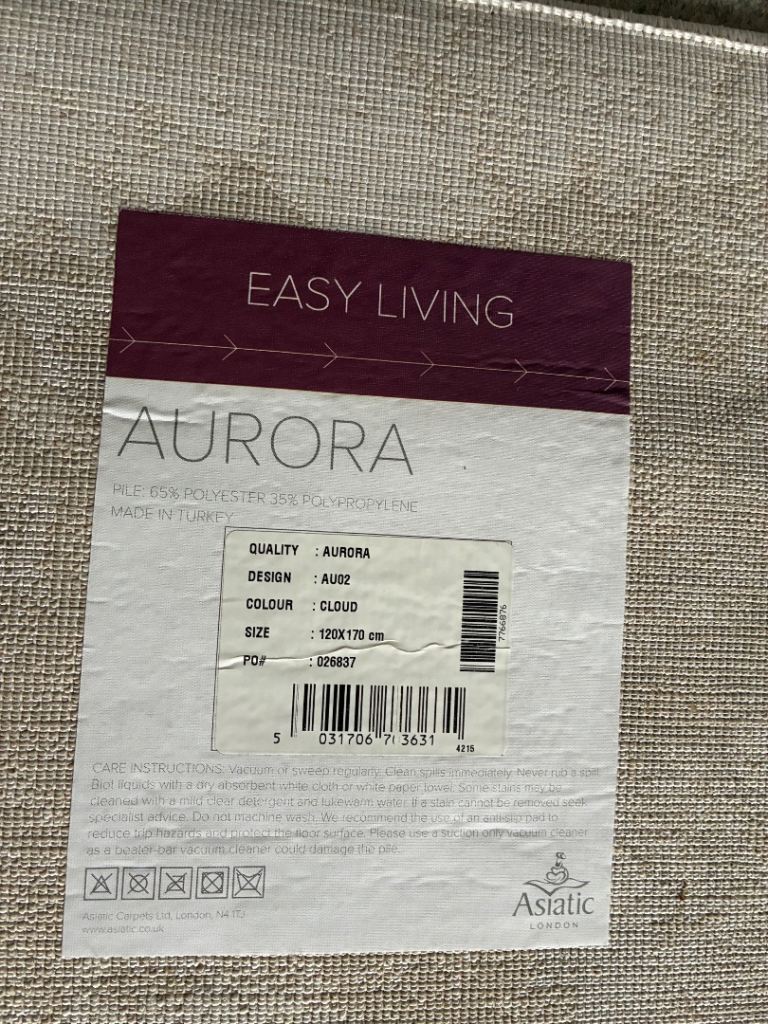 EASY LIVING
AURORA
PILE: 65% POLYESTER 35% POLYPROPYLENE
MADE IN TURKEY
QUALITY : AURORA
DESIGN : AU02
COLOUR : CLOUD
SIZE : 120X170 cm
PO# : 026837
7766876
5 031706 703631
4215
CARE INSTRUCTIONS: Vacuum or sweep regularly. Clean spills immediately. Never rub a spill.
Blot liquids with a dry absorbent white cloth or white paper towel. Some stains may be
cleaned with a mild clear detergent and lukewarm water. If a stain cannot be removed seek
specialist advice. Do not machine wash. We recommend the use of an anti-slip pad to
reduce trip hazards and protect the floor surface. Please use a suction only vacuum cleaner
as a beater-bar vacuum cleaner could damage the pile.
Asiatic Carpets Ltd, London, N4 1TJ
www.asiatic.co.uk
Asiatic
LONDON